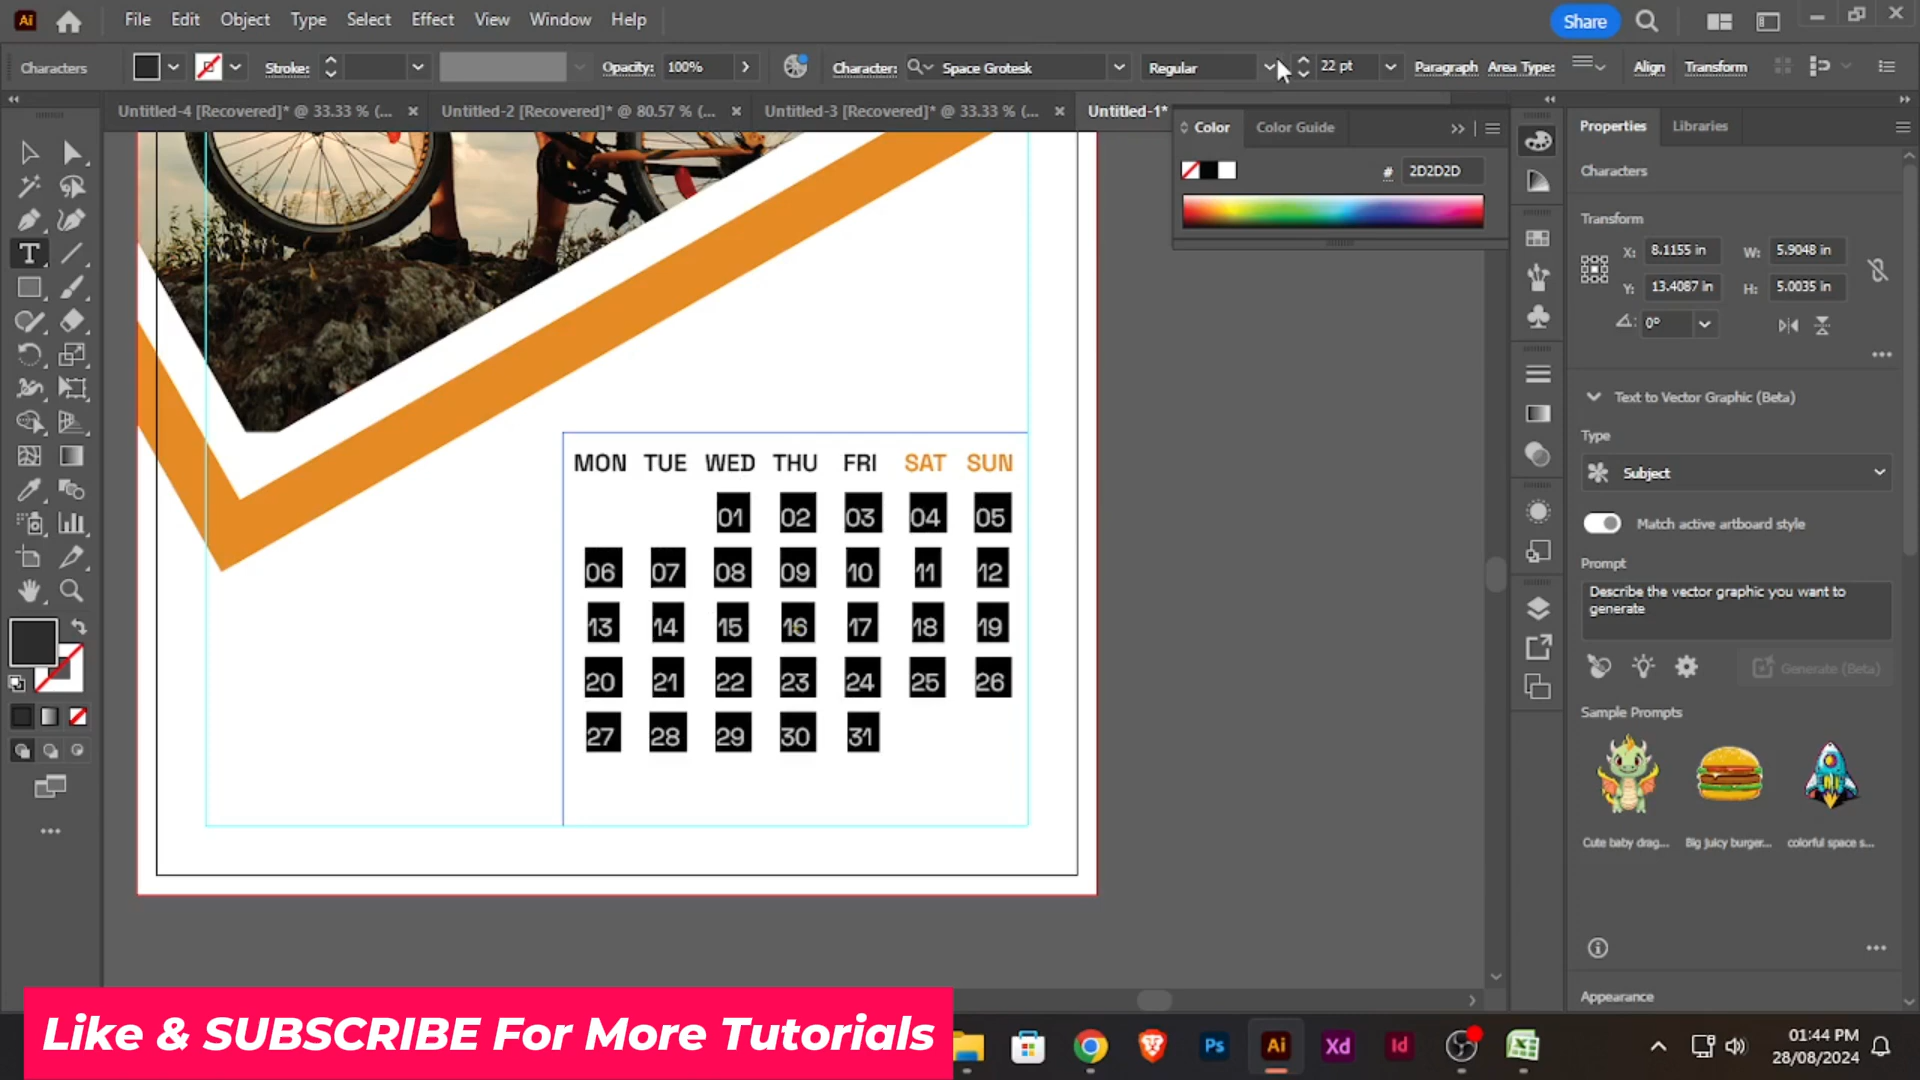 Ai File Edit Object Type Select Effect View Window Help Share
Characters Stroke: Opacity: 100% Character: Space Grotesk Regular 22 pt Paragraph Area Type: Align Transform
Untitled-4 [Recovered]* @ 33.33 % (... Untitled-2 [Recovered]* @ 80.57 % (... Untitled-3 [Recovered]* @ 33.33 % (... Untitled-1*
Color Color Guide
# 2D2D2D
Properties Libraries
Characters
Transform
X: 8.1155 in W: 5.9048 in
Y: 13.4087 in H: 5.0035 in
0°
Text to Vector Graphic (Beta)
Type
Subject
Match active artboard style
Prompt
Describe the vector graphic you want to
generate
Generate (Beta)
Sample Prompts
Cute baby drag... Big juicy burger... colorful space s...
Appearance
T
MON TUE WED THU FRI SAT SUN
01 02 03 04 05
06 07 08 09 10 11 12
13 14 15 16 17 18 19
20 21 22 23 24 25 26
27 28 29 30 31
Like & SUBSCRIBE For More Tutorials
Ps Ai Xd Id
01:44 PM
28/08/2024